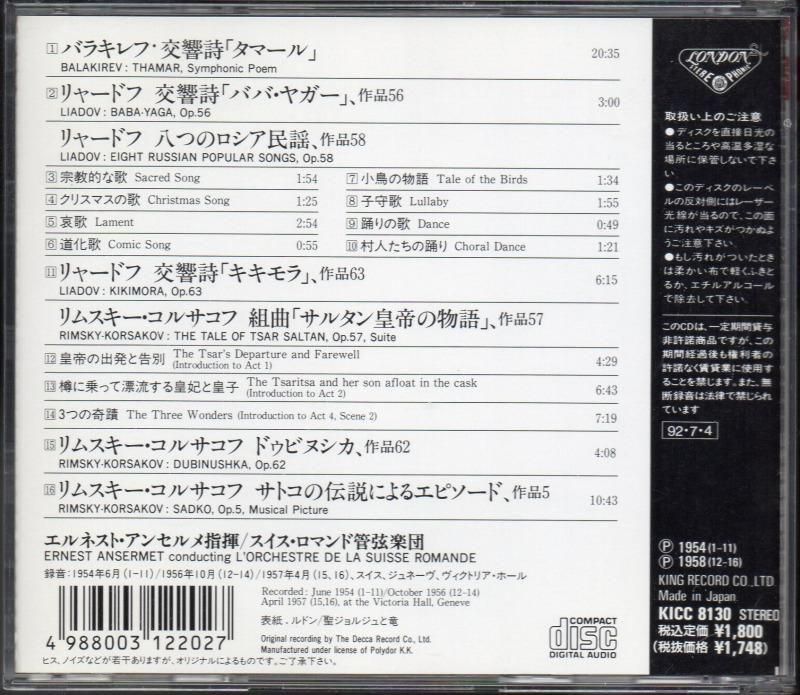 1 バラキレフ・交響詩「タマール」 20:35
BALAKIREV : THAMAR, Symphonic Poem
2 リャードフ 交響詩「ババ・ヤガー」、作品56 3:00
LIADOV : BABA-YAGA, Op.56
リャードフ 八つのロシア民謡、作品58
LIADOV : EIGHT RUSSIAN POPULAR SONGS, Op.58
3 宗教的な歌 Sacred Song 1:54
4 クリスマスの歌 Christmas Song 1:25
5 哀歌 Lament 2:54
6 道化歌 Comic Song 0:55
7 小鳥の物語 Tale of the Birds 1:34
8 子守歌 Lullaby 1:55
9 踊りの歌 Dance 0:49
10 村人たちの踊り Choral Dance 1:21
11 リャードフ 交響詩「キキモラ」、作品63 6:15
LIADOV : KIKIMORA, Op.63
リムスキー・コルサコフ 組曲「サルタン皇帝の物語」、作品57
RIMSKY-KORSAKOV : THE TALE OF TSAR SALTAN, Op.57, Suite
12 皇帝の出発と告別 The Tsar's Departure and Farewell 4:29
(Introduction to Act 1)
13 樽に乗って漂流する皇妃と皇子 The Tsaritsa and her son afloat in the cask 6:43
(Introduction to Act 2)
14 3つの奇蹟 The Three Wonders (Introduction to Act 4, Scene 2) 7:19
15 リムスキー・コルサコフ ドゥビヌシカ、作品62 4:08
RIMSKY-KORSAKOV : DUBINUSHKA, Op.62
16 リムスキー・コルサコフ サトコの伝説によるエピソード、作品5 10:43
RIMSKY-KORSAKOV : SADKO, Op.5, Musical Picture
エルネスト・アンセルメ指揮/スイス・ロマンド管弦楽団
ERNEST ANSERMET conducting L'ORCHESTRE DE LA SUISSE ROMANDE
録音:1954年6月(1-11)/1956年10月(12-14)/1957年4月(15、16)、スイス、ジュネーヴ、ヴィクトリア・ホール
Recorded : June 1954 (1-11)/October 1956 (12-14)
April 1957 (15,16), at the Victoria Hall, Geneve
表紙．ルドン/聖ジョルジュと竜
Original recording by The Decca Record Co., Ltd.
Manufactured under license of Polydor K.K.
4 988003 122027
ヒス、ノイズなどが若干ありますが、オリジナルによるものです。ご了承下さい。
COMPACT
disc
DIGITAL AUDIO
LONDON
STEREOPHONIC
取扱い上のご注意
●ディスクを直接日光の
当るところや高温多湿な
場所に保管しないで下さ
い
●このディスクのレーベ
ルの反対側にはレーザー
光線が当るので、この面
に汚れやキズがつかぬよ
うご注意下さい。
●もし汚れがついたとき
は柔かい布で軽くふきと
るか、エチルアルコール
で除去して下さい。
このCDは、一定期間貸与
非許諾商品ですが、この
期間経過後も権利者の
許諾なく賃貸業に使用す
ることを禁じます。また、無
断録音は法律で禁じられ
ています
92・7・4
Ⓟ 1954 (1-11)
Ⓟ 1958 (12-16)
KING RECORD CO., LTD.
Made in Japan
KICC 8130 STEREO
税込定価 ¥1,800
(税抜価格 ¥1,748)